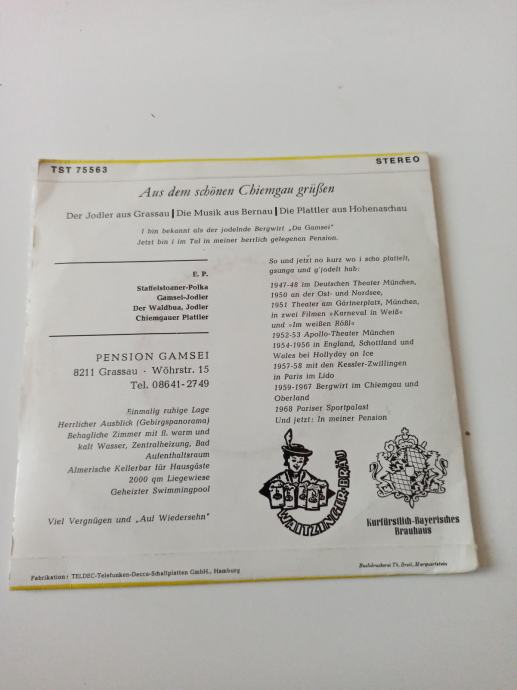 TST 75563
STEREO
Aus dem schönen Chiemgau grüßen
Der Jodler aus Grassau | Die Musik aus Bernau | Die Plattler aus Hohenaschau
I bin bekannt als der jodelnde Bergwirt „Da Gamsei"
Jetzt bin i im Tal in meiner herrlich gelegenen Pension.
E. P.
Staffelstoaner-Polka
Gamsei-Jodler
Der Waldbua, Jodler
Chiemgauer Plattler
PENSION GAMSEI
8211 Grassau · Wöhrstr. 15
Tel. 08641-2749
Einmalig ruhige Lage
Herrlicher Ausblick (Gebirgspanorama)
Behagliche Zimmer mit fl. warm und
kalt Wasser, Zentralheizung, Bad
Aufenthaltsraum
Almerische Kellerbar für Hausgäste
2000 qm Liegewiese
Geheizter Swimmingpool
Viel Vergnügen und „Auf Wiedersehn"
So und jetzt no kurz wo i scho plattelt,
gsunga und g'jodelt hab:
1947-48 im Deutschen Theater München,
1950 an der Ost- und Nordsee,
1951 Theater am Gärtnerplatz, München,
in zwei Filmen »Karneval in Weiß«
und »Im weißen Rößl«
1952-53 Apollo-Theater München
1954-1956 in England, Schottland und
Wales bei Hollyday on Ice
1957-58 mit den Kessler-Zwillingen
in Paris im Lido
1959-1967 Bergwirt im Chiemgau und
Oberland
1968 Pariser Sportpalast
Und jetzt: In meiner Pension
WAITZINGER-BRÄU
Kurfürstlich-Bayerisches
Brauhaus
Fabrikation: TELDEC-Telefunken-Decca-Schallplatten GmbH., Hamburg
Buchdruckerei Th. Breit, Marquartstein